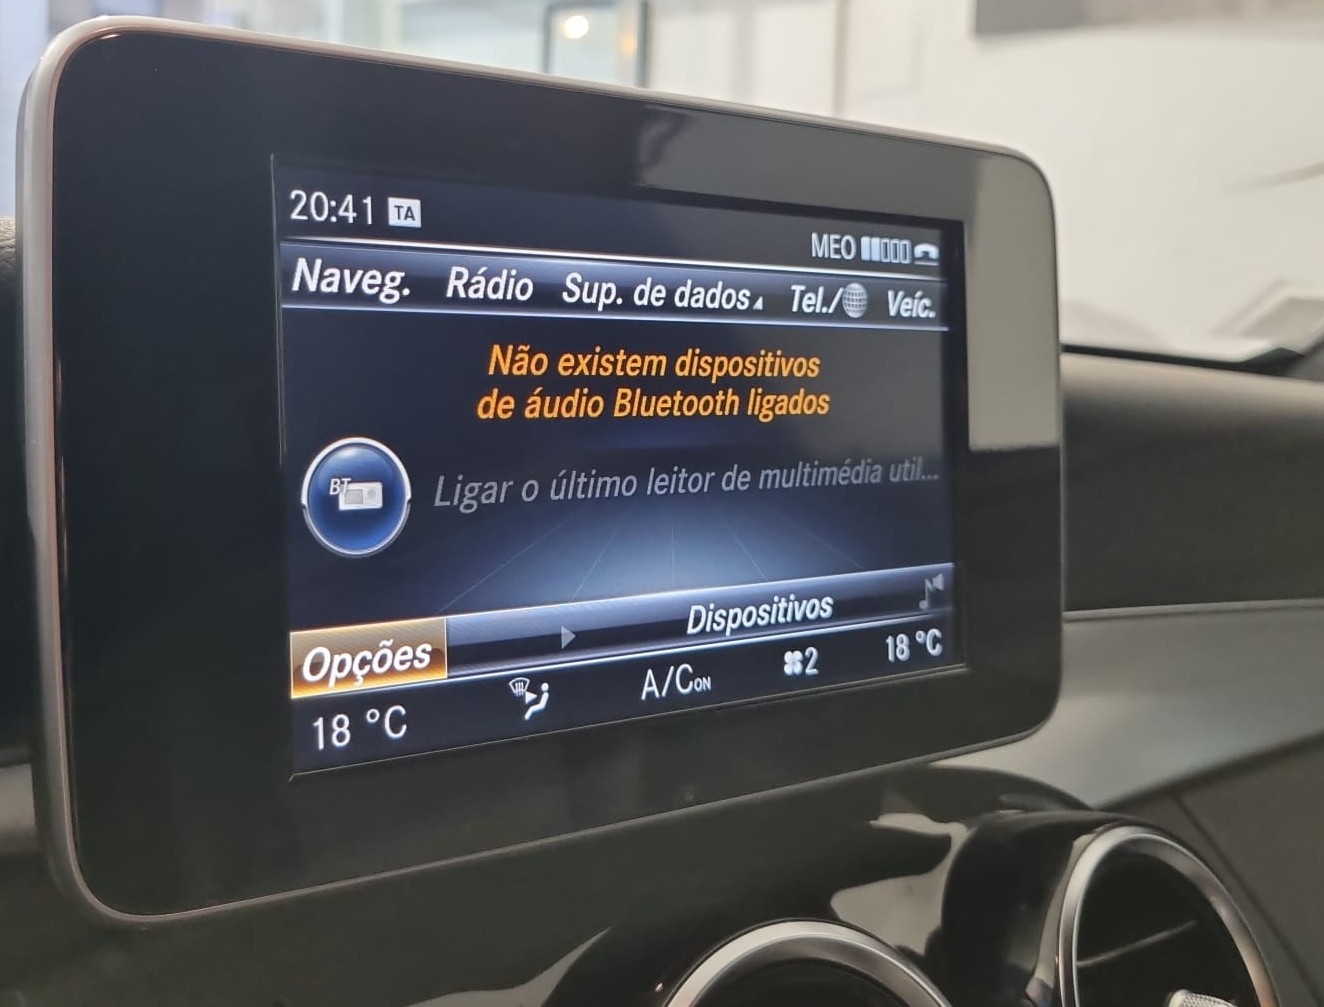 20:41 TA
MEO
Naveg. Rádio Sup. de dados Tel./ Veíc.
Não existem dispositivos
de áudio Bluetooth ligados
BT
Ligar o último leitor de multimédia util...
Opções Dispositivos
18 °C A/C ON 2 18 °C